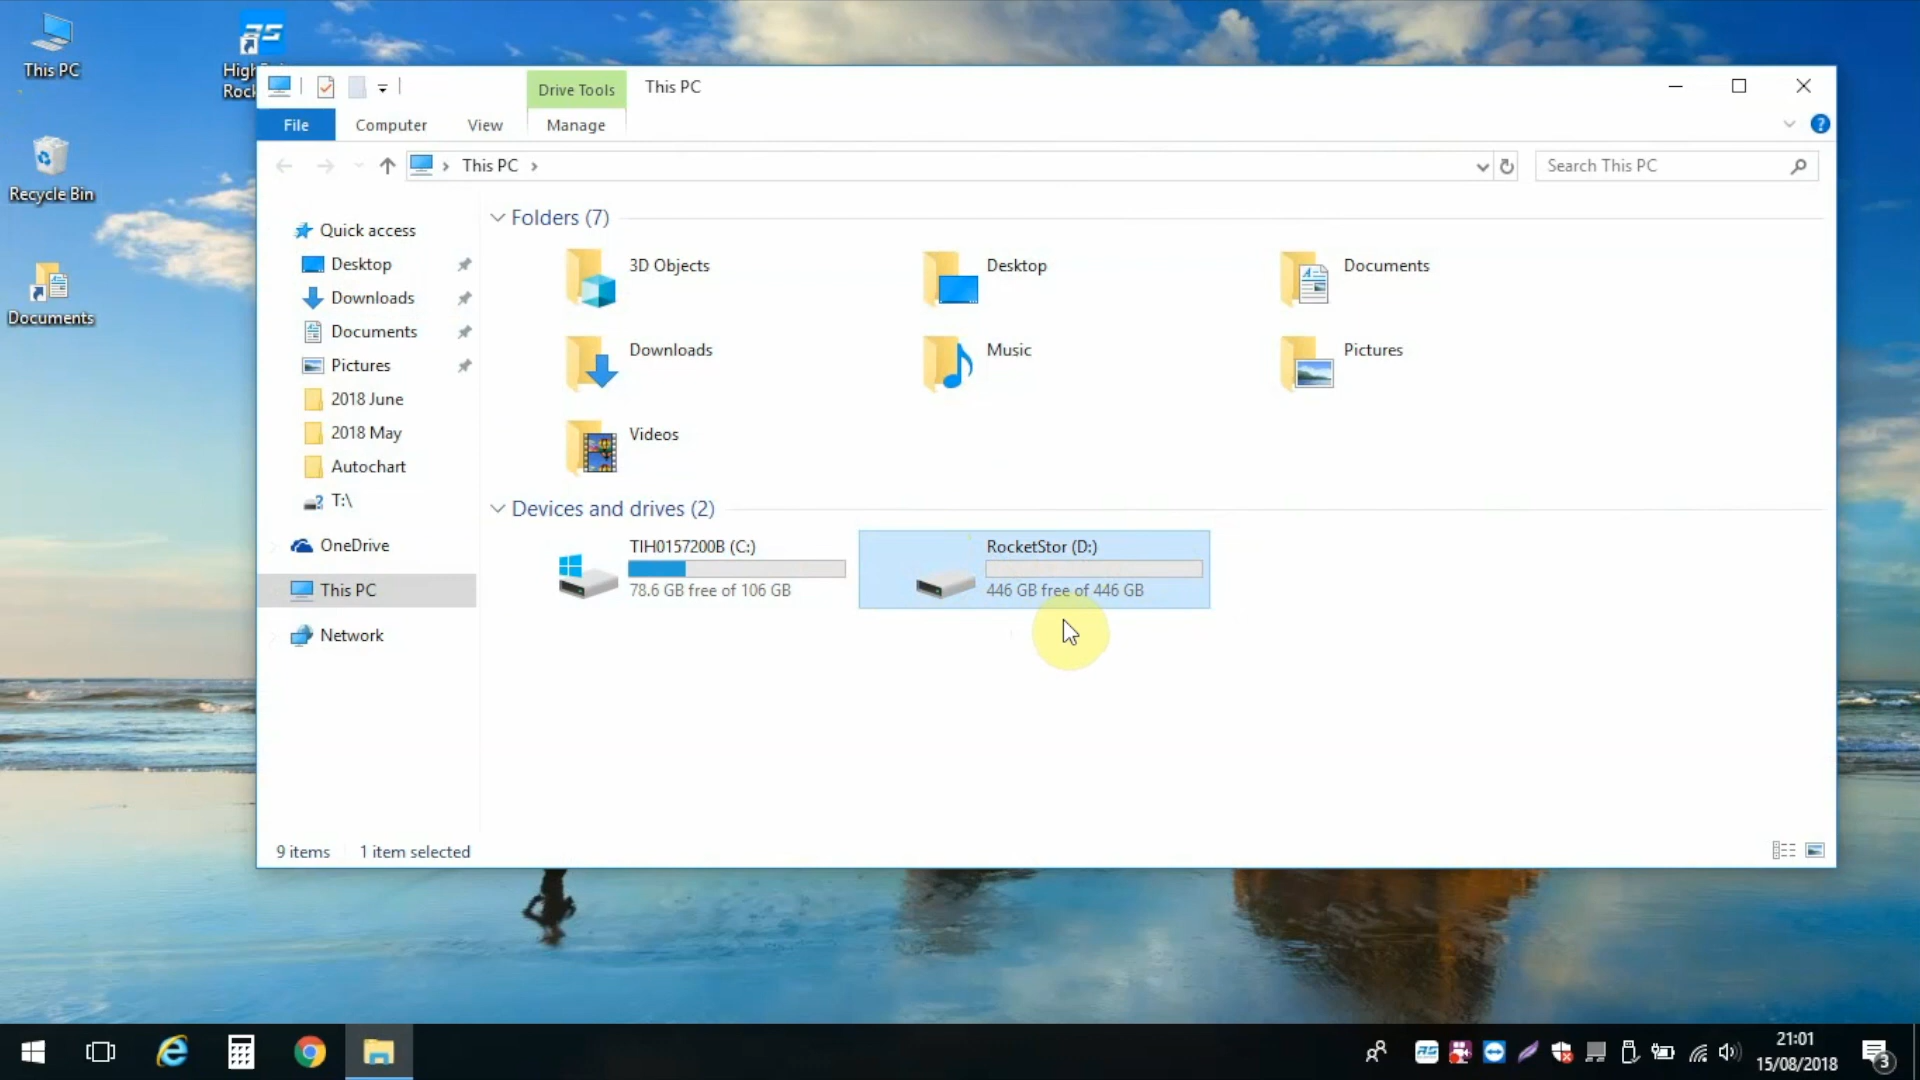 This PC
Recycle Bin
Documents
Drive Tools
This PC
File
Computer
View
Manage
?
This PC
Search This PC
Quick access
Desktop
Downloads
Documents
Pictures
2018 June
2018 May
Autochart
T:\
OneDrive
This PC
Network
Folders (7)
3D Objects
Desktop
Documents
Downloads
Music
Pictures
Videos
Devices and drives (2)
TIH0157200B (C:)
78.6 GB free of 106 GB
RocketStor (D:)
446 GB free of 446 GB
9 items
1 item selected
21:01
15/08/2018
3